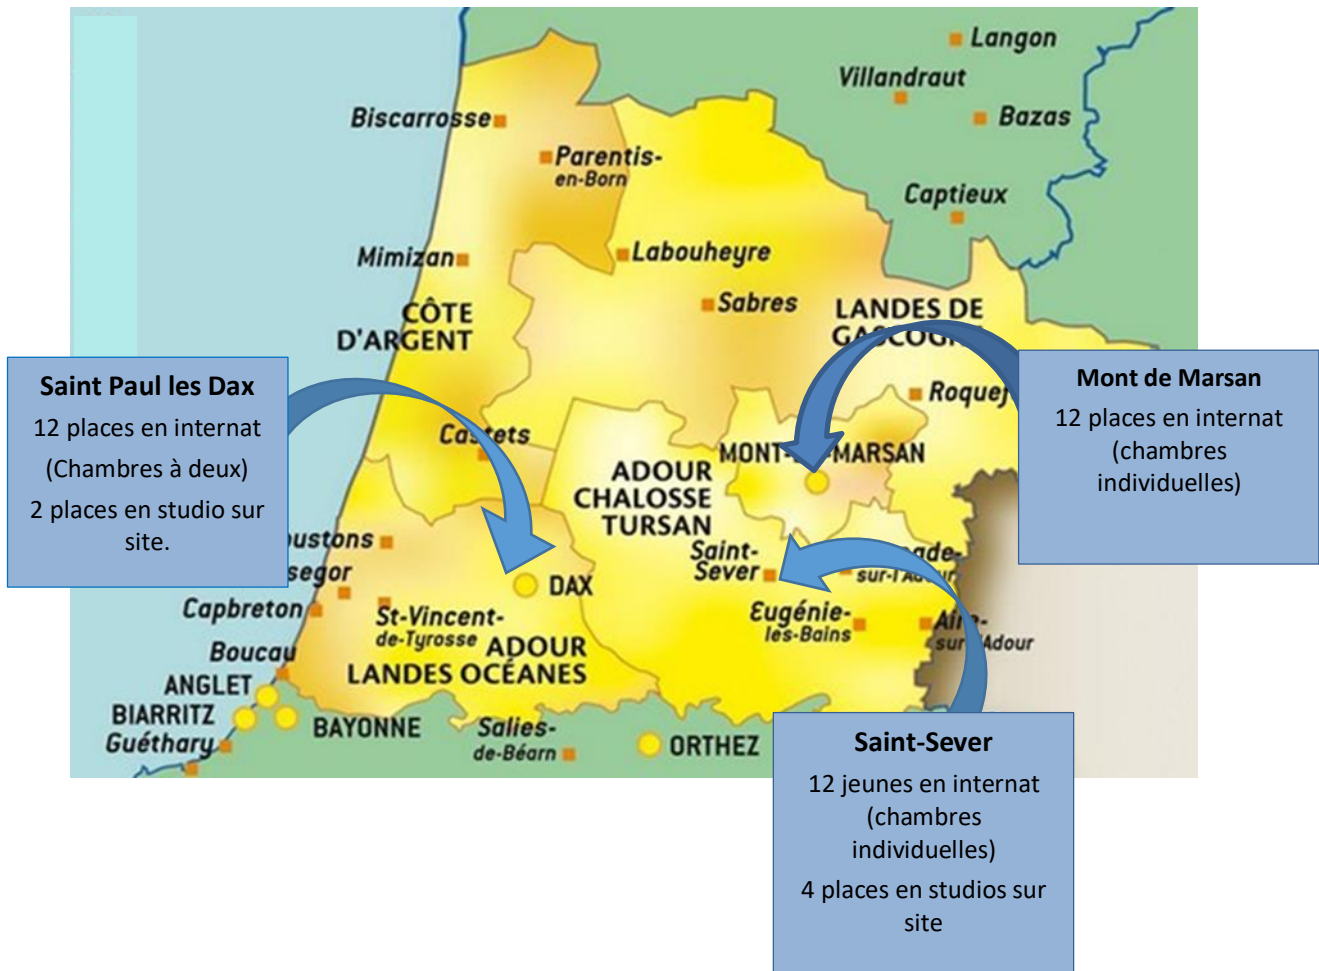 Langon
Villandraut
Bazas
Biscarrosse
Parentis-
en-Born
Captieux
Mimizan
Labouheyre
Sabres
CÔTE
D'ARGENT
LANDES DE
Saint Paul les Dax
12 places en internat
(Chambres à deux)
2 places en studio sur
site.
Mont de Marsan
12 places en internat
(chambres
individuelles)
Castets
ADOUR
CHALOSSE
TURSAN
Saint-
Sever
sur-l'Adour
DAX
Eugénie-
les-Bains
Capbreton
St-Vincent-
de-Tyrosse
ADOUR
LANDES OCÉANES
Boucau
ANGLET
BIARRITZ
BAYONNE
Guéthary
Salies-
de-Béarn
ORTHEZ
Saint-Sever
12 jeunes en internat
(chambres
individuelles)
4 places en studios sur
site